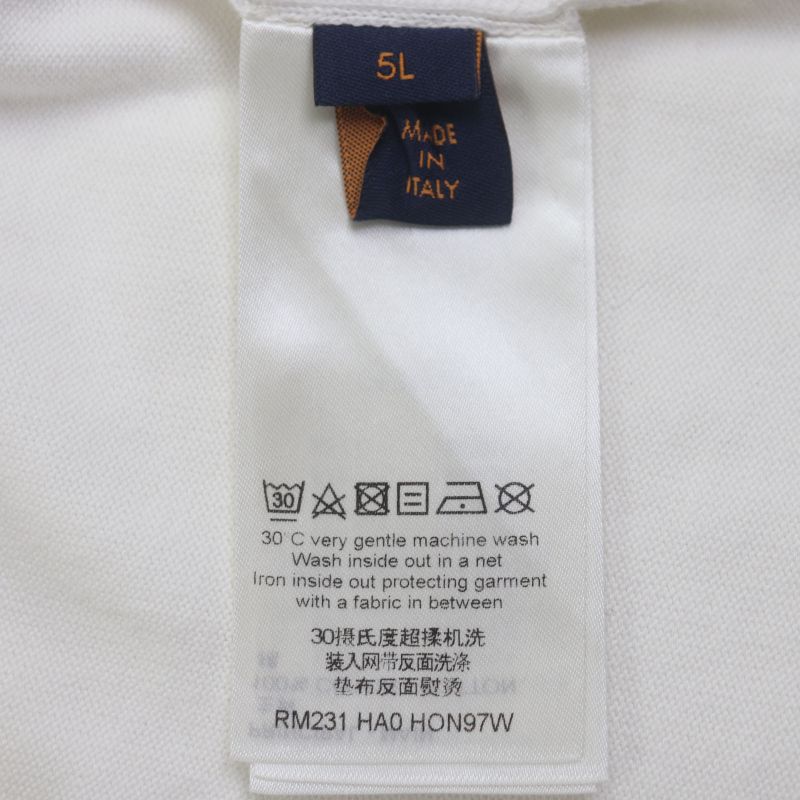 5L
MADE
IN
ITALY
30
30°C very gentle machine wash
Wash inside out in a net
Iron inside out protecting garment
with a fabric in between
30摄氏度超揉机洗
装入网带反面洗涤
垫布反面熨烫
RM231 HA0 HON97W